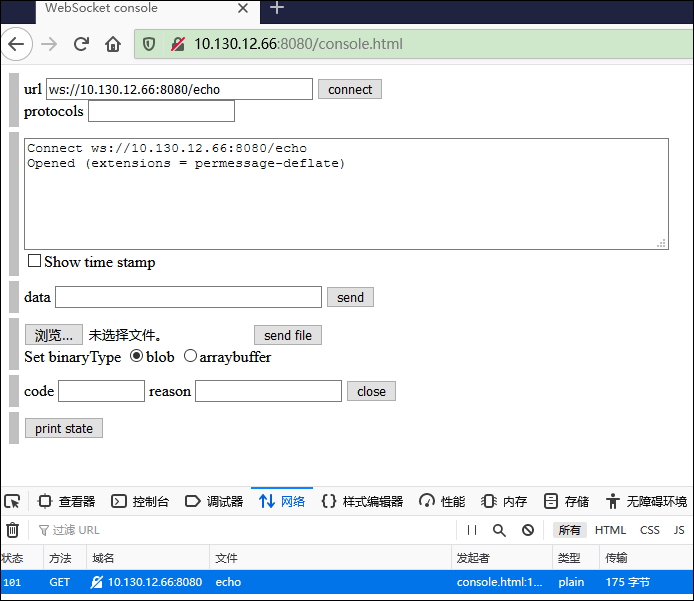 WebSocket console
10.130.12.66:8080/console.html
url ws://10.130.12.66:8080/echo connect
protocols
Connect ws://10.130.12.66:8080/echo
Opened (extensions = permessage-deflate)
Show time stamp
data send
浏览... 未选择文件。 send file
Set binaryType blob arraybuffer
code reason close
print state
查看器 控制台 调试器 网络 样式编辑器 性能 内存 存储 无障碍环境
过滤 URL 所有 HTML CSS JS
状态 方法 域名 文件 发起者 类型 传输
101 GET 10.130.12.66:8080 echo console.html:1... plain 175 字节